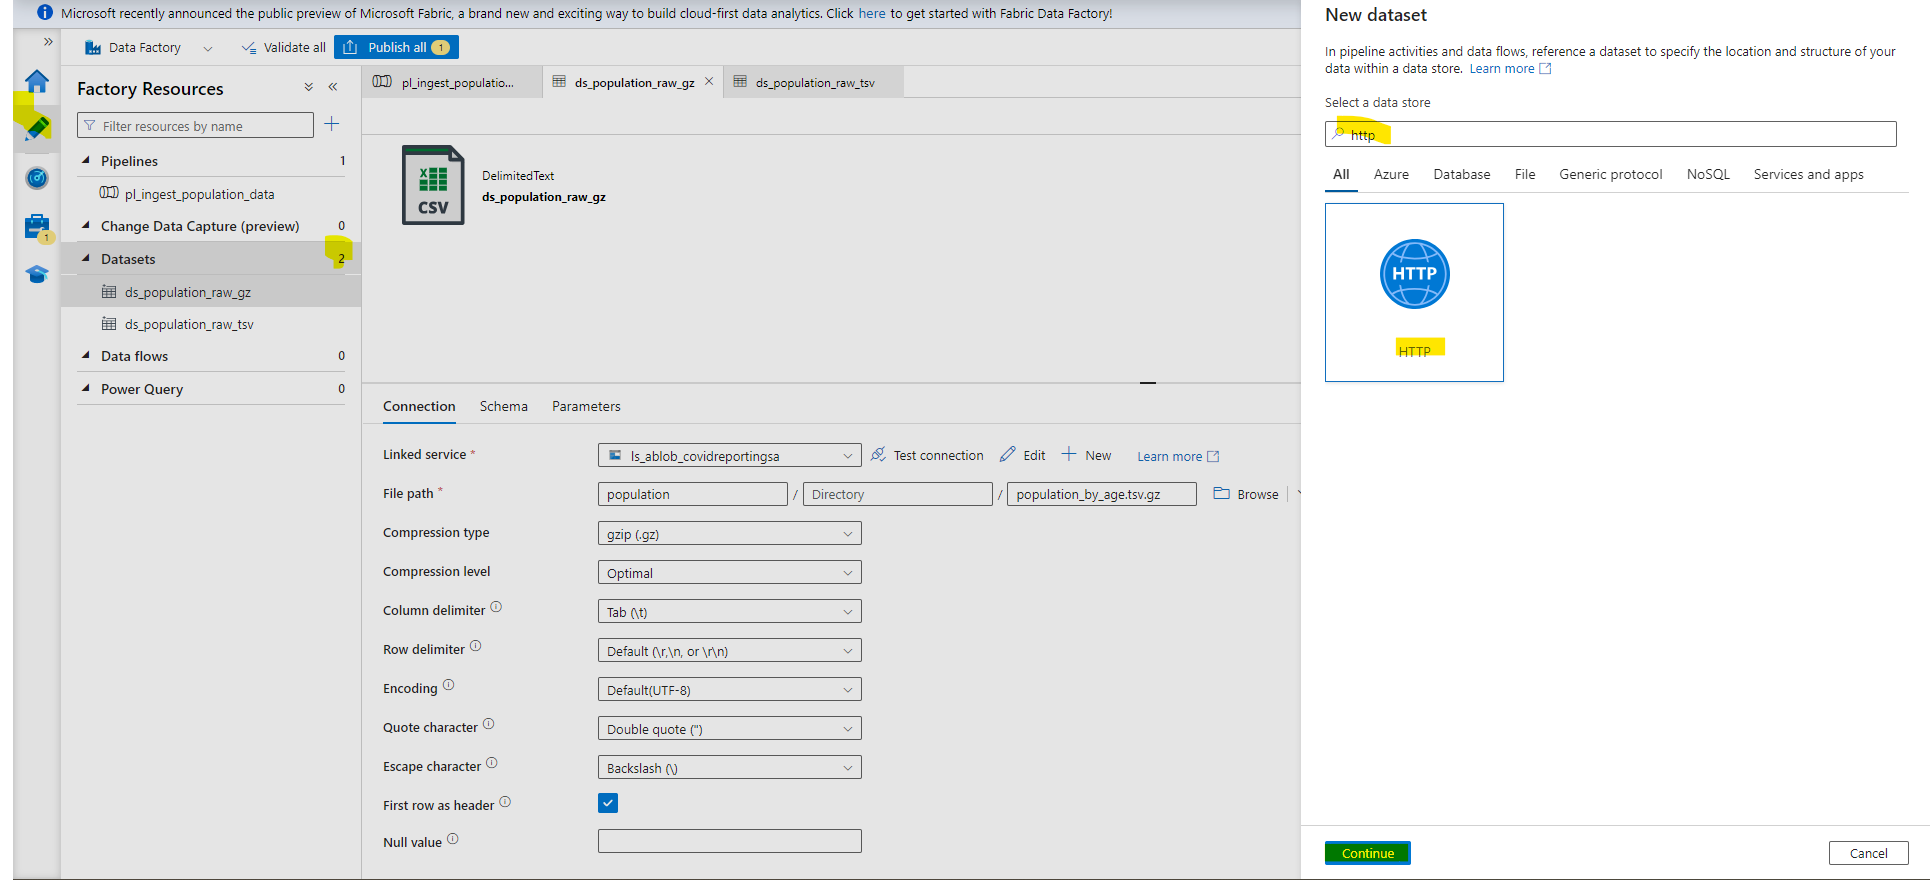 Microsoft recently announced the public preview of Microsoft Fabric, a brand new and exciting way to build cloud-first data analytics. Click here to get started with Fabric Data Factory!
Data Factory
Validate all
Publish all 1
Factory Resources
Filter resources by name
Pipelines 1
pl_ingest_population_data
Change Data Capture (preview) 0
Datasets 2
ds_population_raw_gz
ds_population_raw_tsv
Data flows 0
Power Query 0
1
pl_ingest_populatio...
ds_population_raw_gz
ds_population_raw_tsv
X
CSV
DelimitedText
ds_population_raw_gz
Connection Schema Parameters
Linked service * ls_ablob_covidreportingsa Test connection Edit New Learn more
File path * population / Directory / population_by_age.tsv.gz Browse
Compression type gzip (.gz)
Compression level Optimal
Column delimiter Tab (\t)
Row delimiter Default (\r,\n, or \r\n)
Encoding Default(UTF-8)
Quote character Double quote (")
Escape character Backslash (\)
First row as header
Null value
New dataset
In pipeline activities and data flows, reference a dataset to specify the location and structure of your
data within a data store. Learn more
Select a data store
http
All Azure Database File Generic protocol NoSQL Services and apps
HTTP
HTTP
Continue Cancel